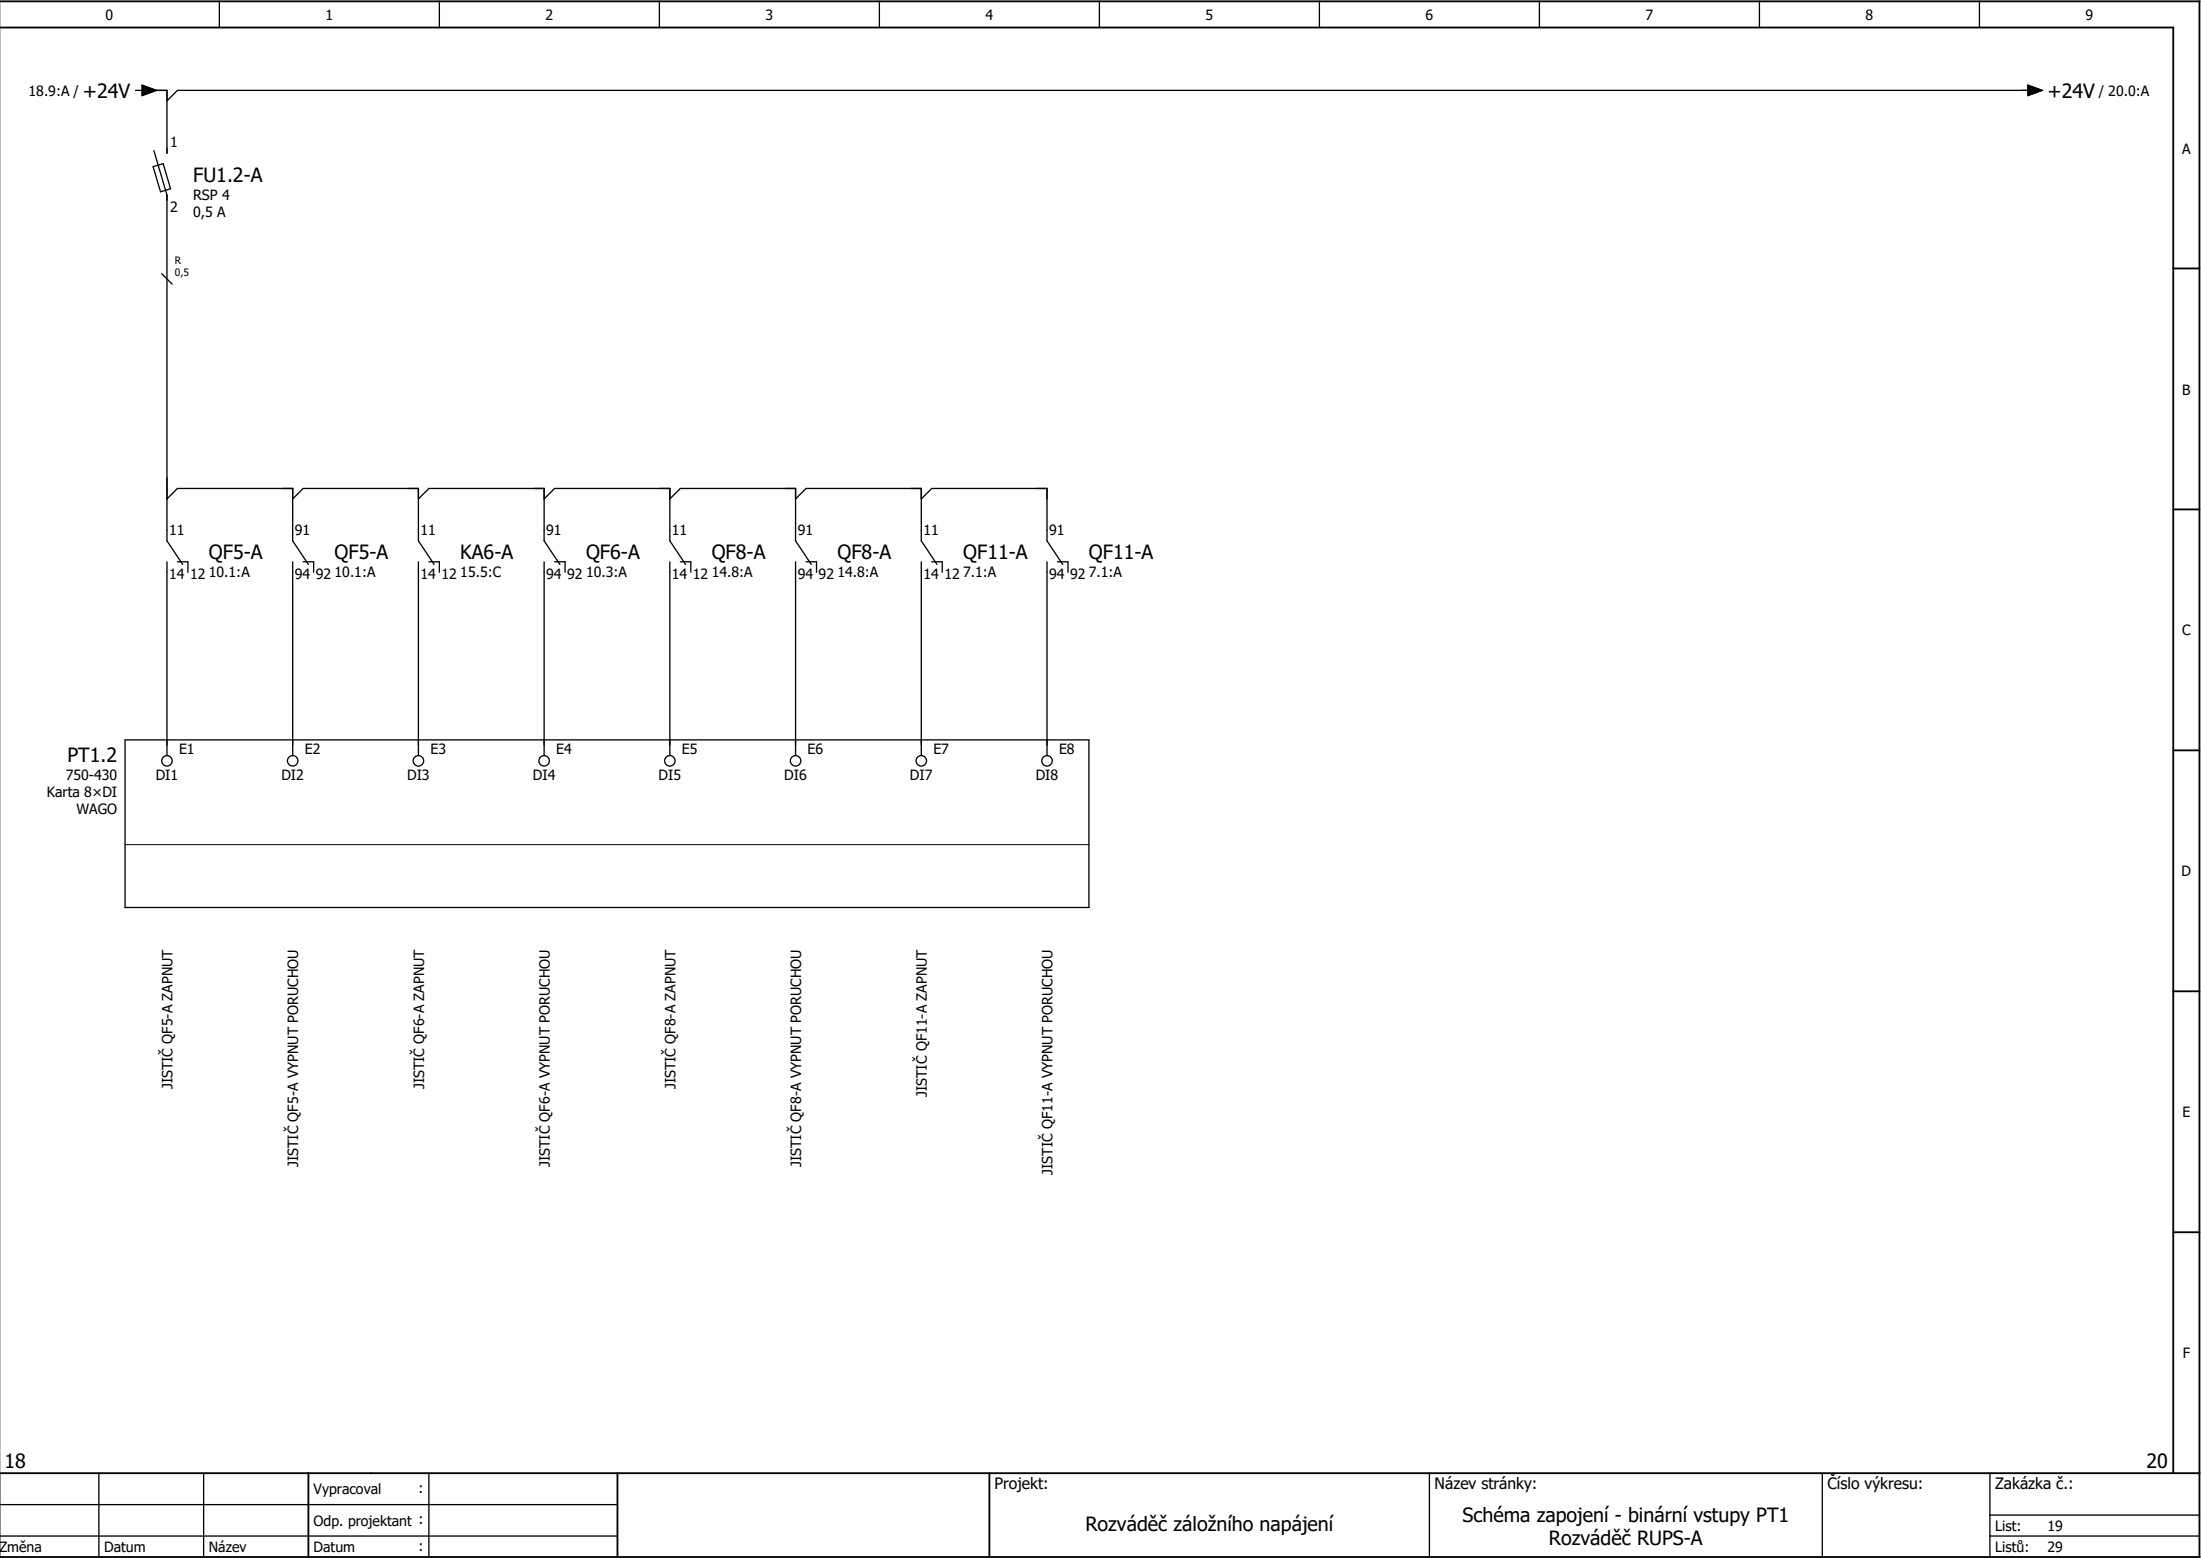 0 1 2 3 4 5 6 7 8 9
18.9:A / +24V
+24V / 20.0:A
A
1
FU1.2-A
RSP 4
0,5 A
2
R
0,5
B
11 91 11 91 11 91 11 91
QF5-A QF5-A KA6-A QF6-A QF8-A QF8-A QF11-A QF11-A
14 12 10.1:A 94 92 10.1:A 14 12 15.5:C 94 92 10.3:A 14 12 14.8:A 94 92 14.8:A 14 12 7.1:A 94 92 7.1:A
C
E1 E2 E3 E4 E5 E6 E7 E8
DI1 DI2 DI3 DI4 DI5 DI6 DI7 DI8
PT1.2
750-430
Karta 8×DI
WAGO
D
JISTIČ QF5-A ZAPNUT
JISTIČ QF5-A VYPNUT PORUCHOU
JISTIČ QF6-A ZAPNUT
JISTIČ QF6-A VYPNUT PORUCHOU
JISTIČ QF8-A ZAPNUT
JISTIČ QF8-A VYPNUT PORUCHOU
JISTIČ QF11-A ZAPNUT
JISTIČ QF11-A VYPNUT PORUCHOU
E
F
18
20
Vypracoval :
Odp. projektant :
Změna Datum Název Datum :
Projekt:
Rozváděč záložního napájení
Název stránky:
Schéma zapojení - binární vstupy PT1
Rozváděč RUPS-A
Číslo výkresu:
Zakázka č.:
List: 19
Listů: 29